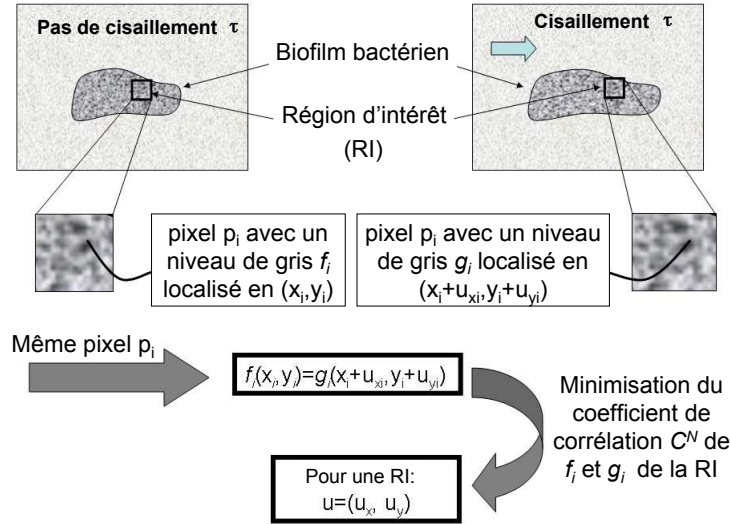 Pas de cisaillement τ
Cisaillement τ
Biofilm bactérien
Région d'intérêt
(RI)
pixel pᵢ avec un
niveau de gris fᵢ
localisé en (xᵢ,yᵢ)
pixel pᵢ avec un niveau
de gris gᵢ localisé en
(xᵢ+uₓᵢ,yᵢ+uyᵢ)
Même pixel pᵢ
fᵢ(xᵢ,yᵢ)=gᵢ(xᵢ+uₓᵢ,yᵢ+uyᵢ)
Minimisation du
coefficient de
corrélation Cᴺ de
fᵢ et gᵢ de la RI
Pour une RI:
u=(uₓ, uy)